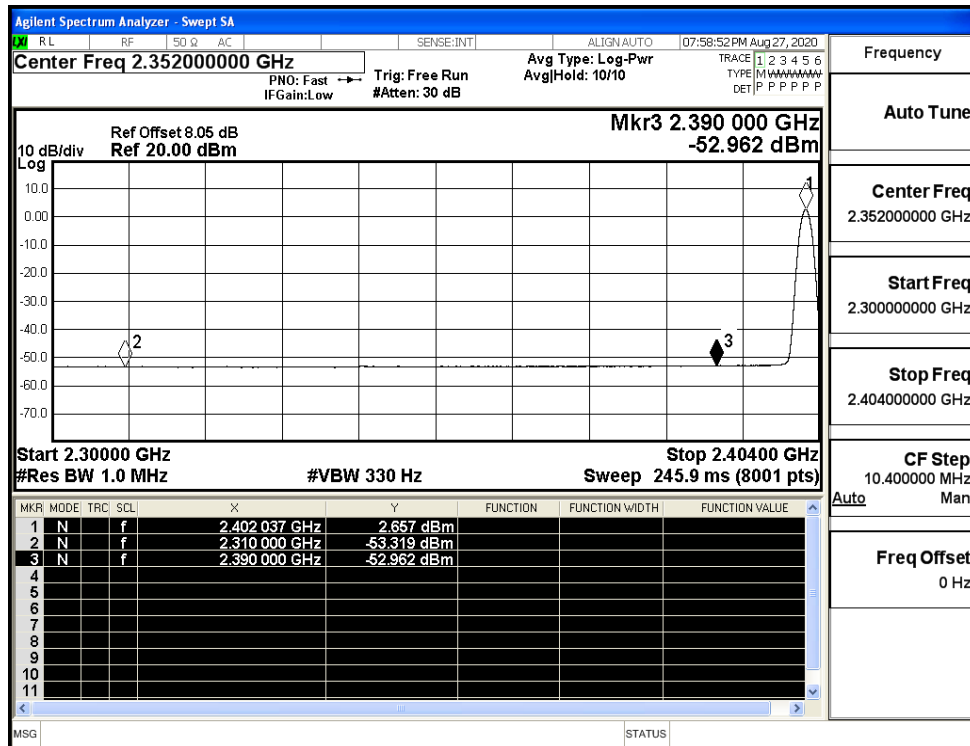 Agilent Spectrum Analyzer - Swept SA
LXI RL RF 50 Ω AC SENSE:INT ALIGN AUTO 07:58:52 PM Aug 27, 2020
Center Freq 2.352000000 GHz
PNO: Fast
IFGain:Low
Trig: Free Run
#Atten: 30 dB
Avg Type: Log-Pwr
Avg|Hold: 10/10
TRACE 1 2 3 4 5 6
TYPE M W W W W W
DET P P P P P P
Mkr3 2.390 000 GHz
-52.962 dBm
Ref Offset 8.05 dB
10 dB/div Ref 20.00 dBm
Log
10.0
0.00
-10.0
-20.0
-30.0
-40.0
-50.0
-60.0
-70.0
1
2
3
Start 2.30000 GHz Stop 2.40400 GHz
#Res BW 1.0 MHz #VBW 330 Hz Sweep 245.9 ms (8001 pts)
MKR MODE TRC SCL X Y FUNCTION FUNCTION WIDTH FUNCTION VALUE
1 N f 2.402 037 GHz 2.657 dBm
2 N f 2.310 000 GHz -53.319 dBm
3 N f 2.390 000 GHz -52.962 dBm
4
5
6
7
8
9
10
11
MSG STATUS
Frequency
Auto Tune
Center Freq
2.352000000 GHz
Start Freq
2.300000000 GHz
Stop Freq
2.404000000 GHz
CF Step
10.400000 MHz
Auto Man
Freq Offset
0 Hz